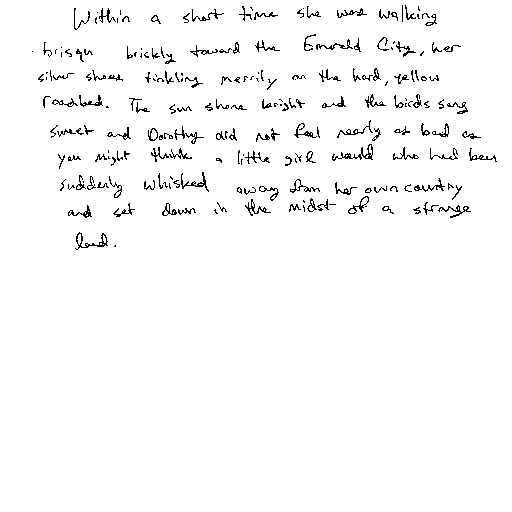 Within a short time she was walking
brisqu briskly toward the Emerald City, her
silver shoes tinkling merrily on the hard, yellow
roadbed. The sun shone bright and the birds sang
sweet and Dorothy did not feel nearly as bad as
you might think a little girl would who had been
suddenly whisked away from her own country
and set down in the midst of a strange
land.